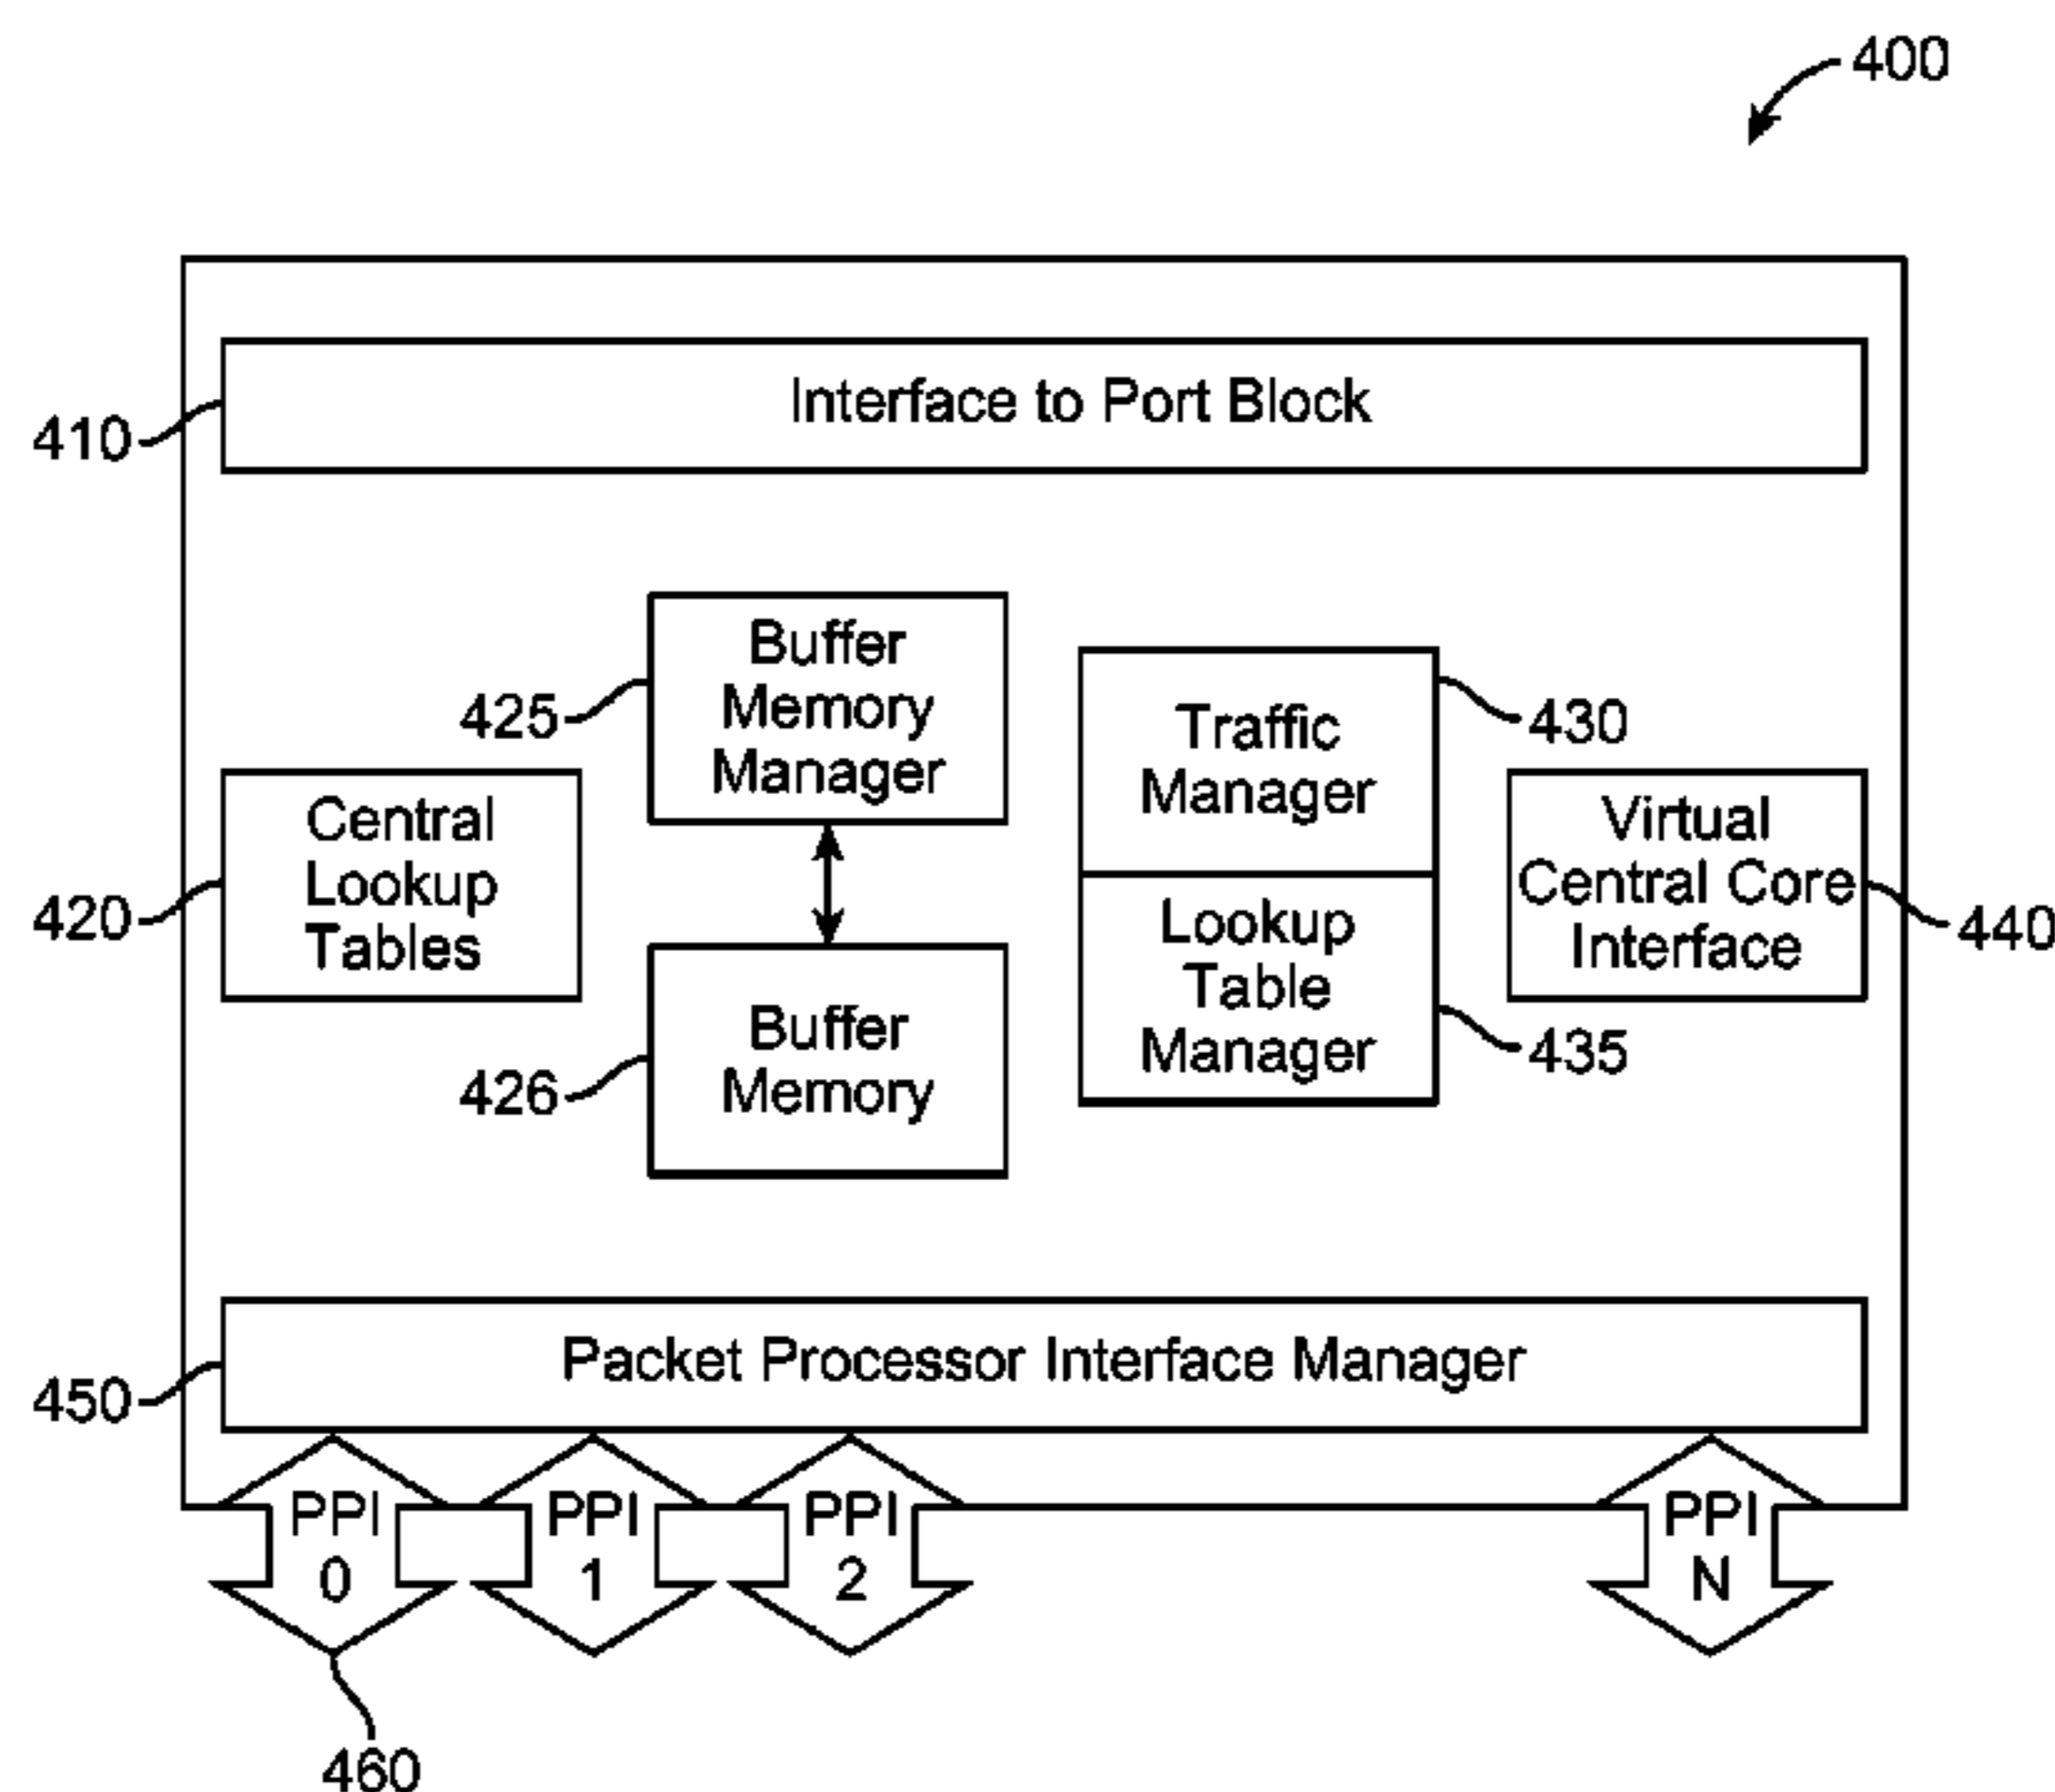 400
Interface to Port Block
410
Buffer
Memory
Manager
425
Traffic
Manager
430
Central
Lookup
Tables
420
Virtual
Central Core
Interface
440
Lookup
Table
Manager
435
Buffer
Memory
426
Packet Processor Interface Manager
450
PPI
0
PPI
1
PPI
2
PPI
N
460